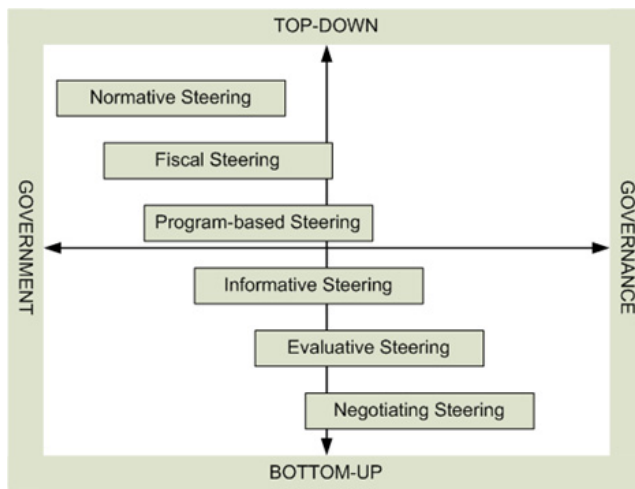 TOP-DOWN
Normative Steering
Fiscal Steering
GOVERNMENT
GOVERNANCE
Program-based Steering
Informative Steering
Evaluative Steering
Negotiating Steering
BOTTOM-UP